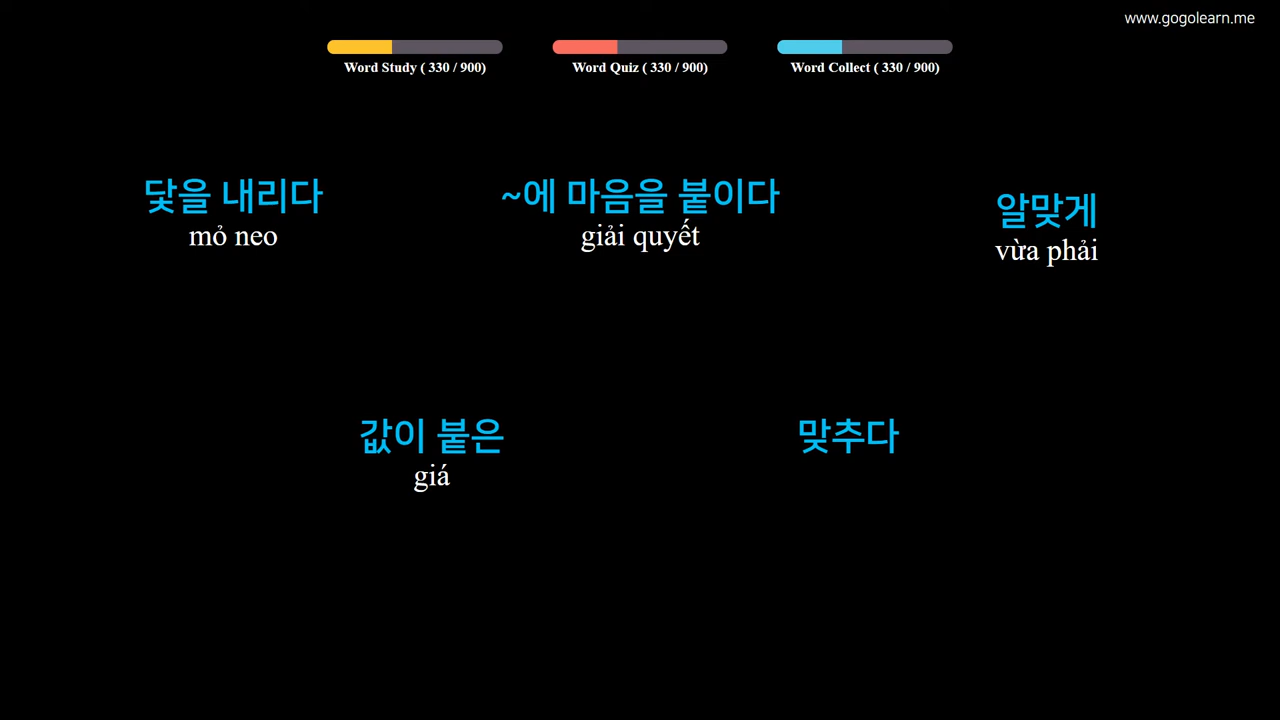 www.gogolearn.me
Word Study ( 330 / 900)
Word Quiz ( 330 / 900)
Word Collect ( 330 / 900)
닻을 내리다
mỏ neo
~에 마음을 붙이다
giải quyết
알맞게
vừa phải
값이 붙은
giá
맞추다